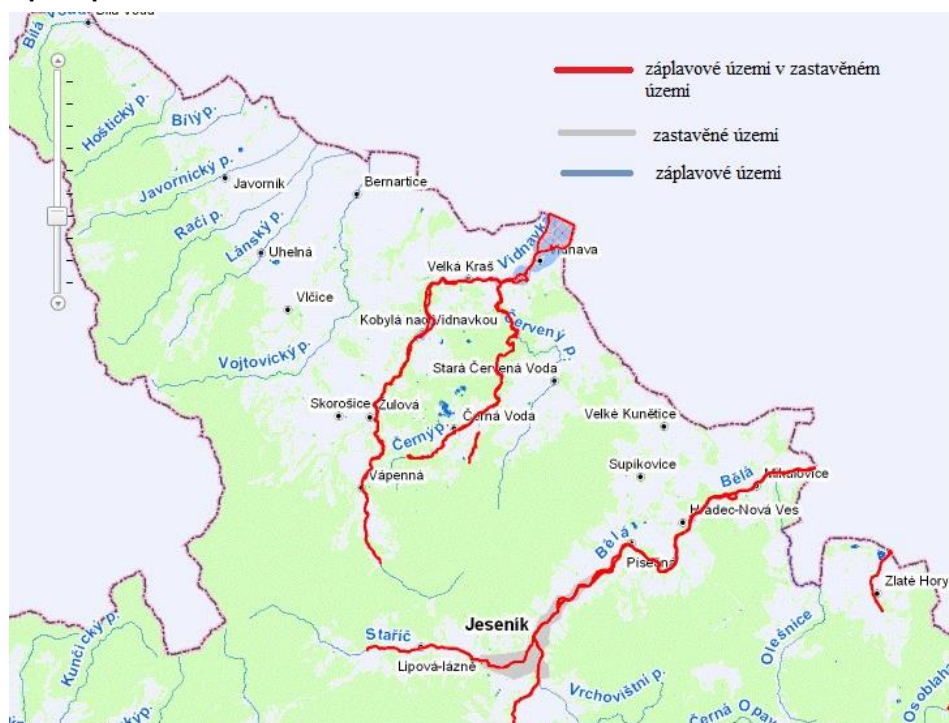 Bílá Voda
Bílá Voda
záplavové území v zastavěném
území
Hoštický p.
Bílý p.
zastavěné území
Javornický p.
záplavové území
Javorník
Bernartice
Račí p.
Lánský p.
Uhelná
Vidnavka
Vidnava
Velká Kraš
Vlčice
Kobylá nad Vidnavkou
Červený p.
Vojtovický p.
Stará Červená Voda
Skorošice
Žulová
Černá Voda
Velké Kunětice
Černý p.
Supíkovice
Vápenná
Bělá
Mikulovice
Hradec-Nová Ves
Bělá
Písečná
Zlaté Hory
Jeseník
Staříč
Lipová-lázně
Kunčický p.
Olešnice
Vrchovištní p.
Černá Opav
Osoblaha